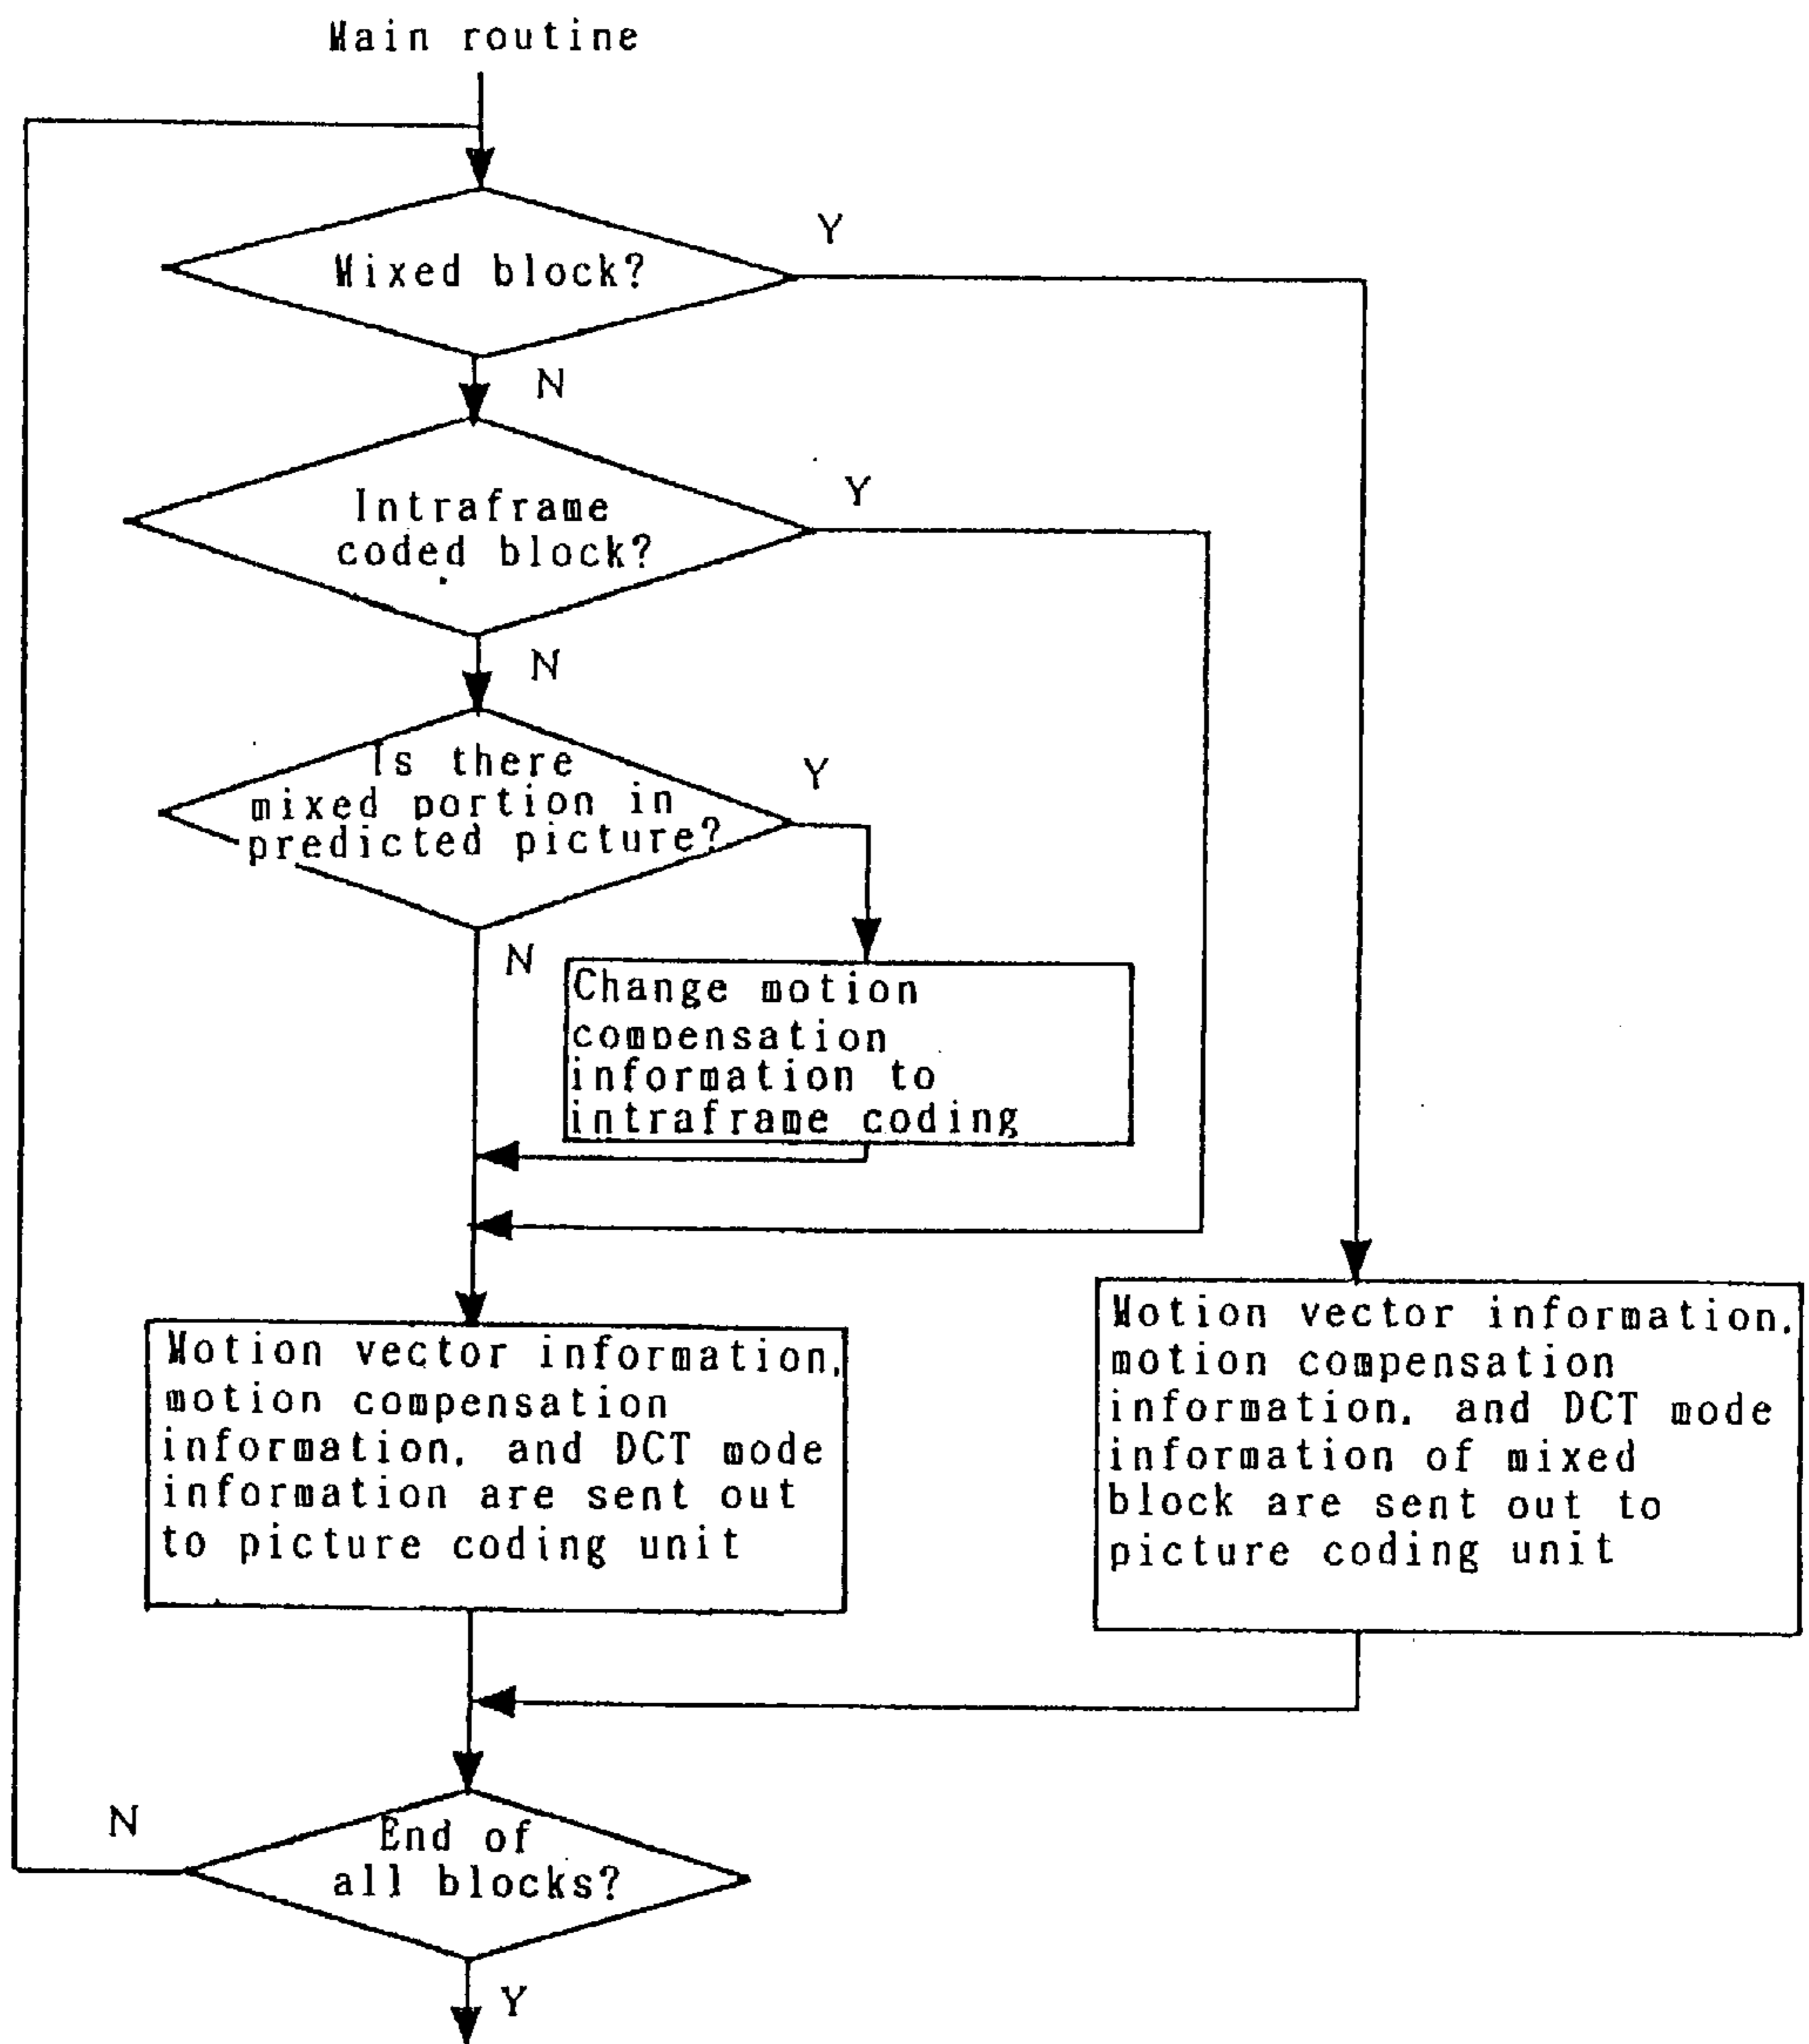 Main routine
Mixed block?
Y
N
Intraframe
coded block?
Y
N
Is there
mixed portion in
predicted picture?
Y
N
Change motion
compensation
information to
intraframe coding
Motion vector information,
motion compensation
information, and DCT mode
information are sent out
to picture coding unit
Motion vector information,
motion compensation
information, and DCT mode
information of mixed
block are sent out to
picture coding unit
End of
all blocks?
N
Y